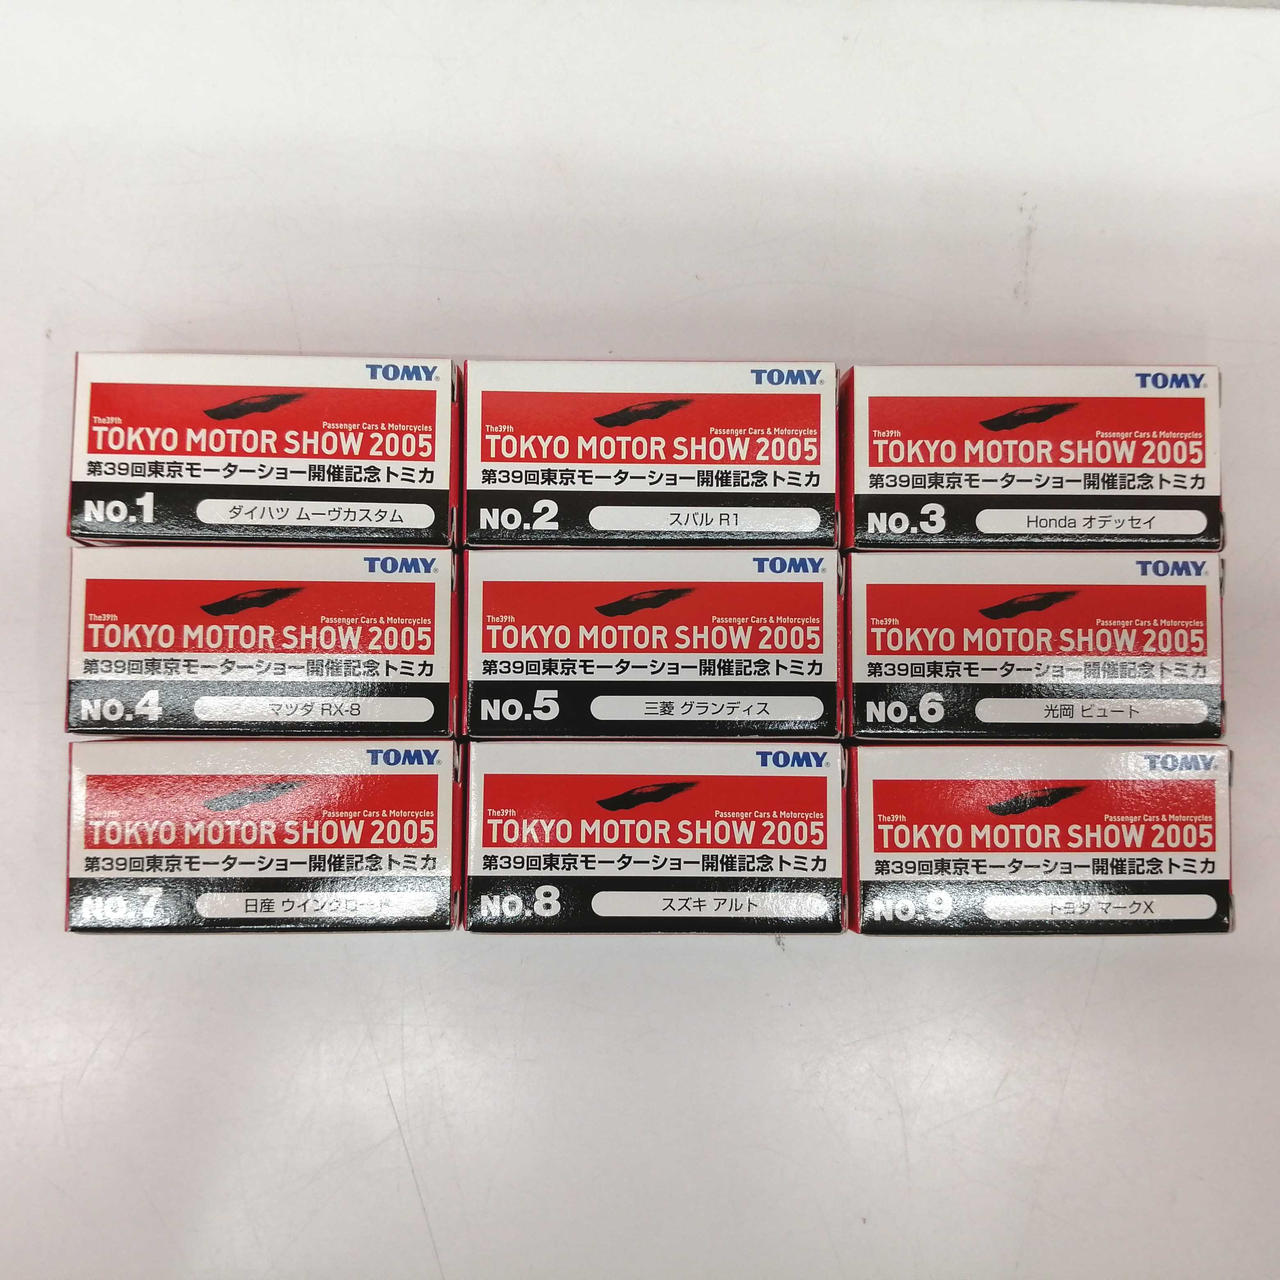 TOMY
The39th
Passenger Cars & Motorcycles
TOKYO MOTOR SHOW 2005
第39回東京モーターショー開催記念トミカ
NO.1 ダイハツ ムーヴカスタム
TOMY
The39th
Passenger Cars & Motorcycles
TOKYO MOTOR SHOW 2005
第39回東京モーターショー開催記念トミカ
NO.2 スバル R1
TOMY
The39th
Passenger Cars & Motorcycles
TOKYO MOTOR SHOW 2005
第39回東京モーターショー開催記念トミカ
NO.3 Honda オデッセイ
TOMY
The39th
Passenger Cars & Motorcycles
TOKYO MOTOR SHOW 2005
第39回東京モーターショー開催記念トミカ
NO.4 マツダ RX-8
TOMY
The39th
Passenger Cars & Motorcycles
TOKYO MOTOR SHOW 2005
第39回東京モーターショー開催記念トミカ
NO.5 三菱 グランディス
TOMY
The39th
Passenger Cars & Motorcycles
TOKYO MOTOR SHOW 2005
第39回東京モーターショー開催記念トミカ
NO.6 光岡 ビュート
TOMY
The39th
Passenger Cars & Motorcycles
TOKYO MOTOR SHOW 2005
第39回東京モーターショー開催記念トミカ
NO.7 日産 ウイングロード
TOMY
The39th
Passenger Cars & Motorcycles
TOKYO MOTOR SHOW 2005
第39回東京モーターショー開催記念トミカ
NO.8 スズキ アルト
TOMY
The39th
Passenger Cars & Motorcycles
TOKYO MOTOR SHOW 2005
第39回東京モーターショー開催記念トミカ
NO.9 トヨタ マークX